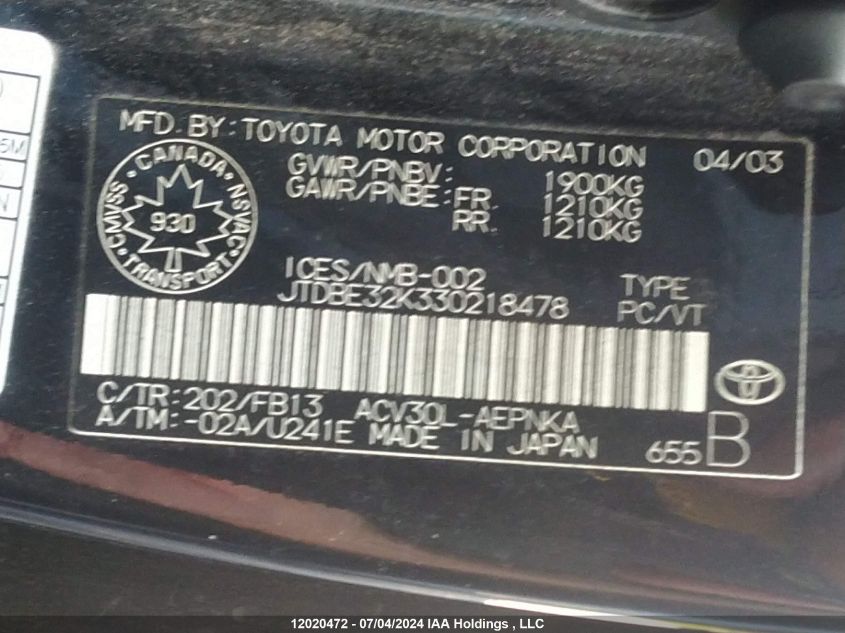 MFD. BY: TOYOTA MOTOR CORPORATION 04/03
GVWR/PNBV: 1900KG
GAWR/PNBE: FR. 1210KG
RR. 1210KG
CANADA
CMVSS NSVAC
930
TRANSPORT
ICES/NMB-002 TYPE
JTDBE32K330218478 PC/VT
C/TR: 202/FB13 ACV30L-AEPNKA
A/TM: -02A/U241E MADE IN JAPAN 655 B
12020472 - 07/04/2024 IAA Holdings , LLC